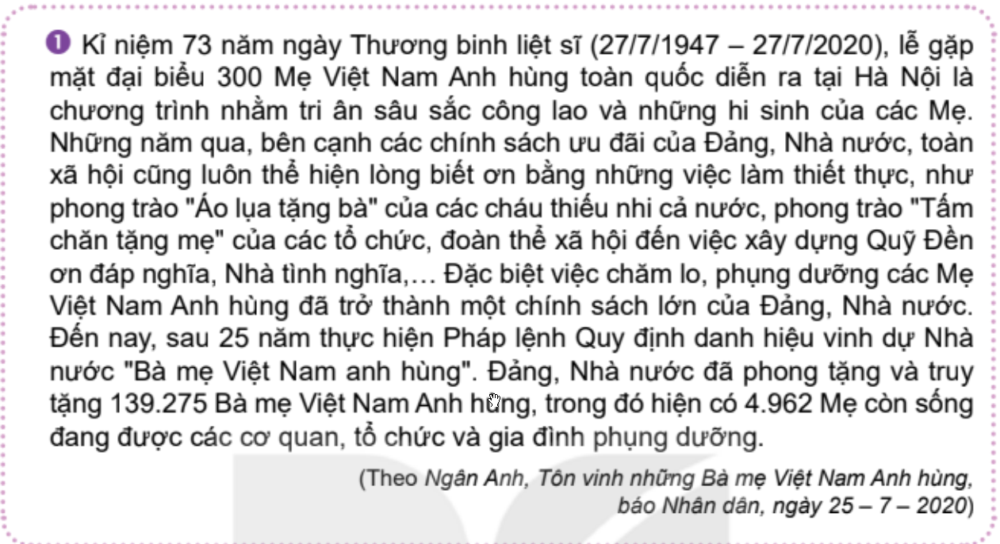 1 Kỉ niệm 73 năm ngày Thương binh liệt sĩ (27/7/1947 – 27/7/2020), lễ gặp
mặt đại biểu 300 Mẹ Việt Nam Anh hùng toàn quốc diễn ra tại Hà Nội là
chương trình nhằm tri ân sâu sắc công lao và những hi sinh của các Mẹ.
Những năm qua, bên cạnh các chính sách ưu đãi của Đảng, Nhà nước, toàn
xã hội cũng luôn thể hiện lòng biết ơn bằng những việc làm thiết thực, như
phong trào "Áo lụa tặng bà" của các cháu thiếu nhi cả nước, phong trào "Tấm
chăn tặng mẹ" của các tổ chức, đoàn thể xã hội đến việc xây dựng Quỹ Đền
ơn đáp nghĩa, Nhà tình nghĩa,... Đặc biệt việc chăm lo, phụng dưỡng các Mẹ
Việt Nam Anh hùng đã trở thành một chính sách lớn của Đảng, Nhà nước.
Đến nay, sau 25 năm thực hiện Pháp lệnh Quy định danh hiệu vinh dự Nhà
nước "Bà mẹ Việt Nam anh hùng". Đảng, Nhà nước đã phong tặng và truy
tặng 139.275 Bà mẹ Việt Nam Anh hùng, trong đó hiện có 4.962 Mẹ còn sống
đang được các cơ quan, tổ chức và gia đình phụng dưỡng.
(Theo Ngân Anh, Tôn vinh những Bà mẹ Việt Nam Anh hùng,
báo Nhân dân, ngày 25 – 7 – 2020)